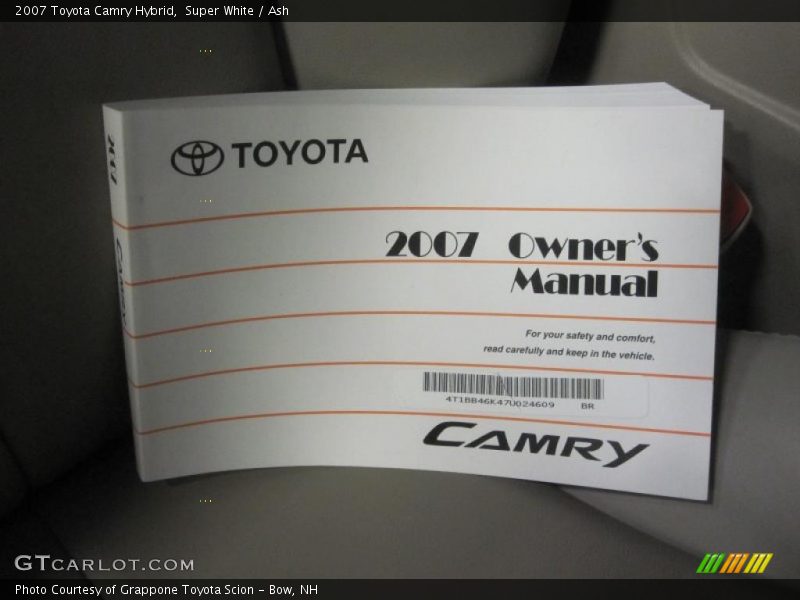 2007 Toyota Camry Hybrid,  Super White / Ash
TOYOTA
2007 Owner's
Manual
For your safety and comfort,
read carefully and keep in the vehicle.
4T1BB46K47U024609 BR
CAMRY
CAMRY
GTCARLOT.COM
Photo Courtesy of Grappone Toyota Scion - Bow, NH